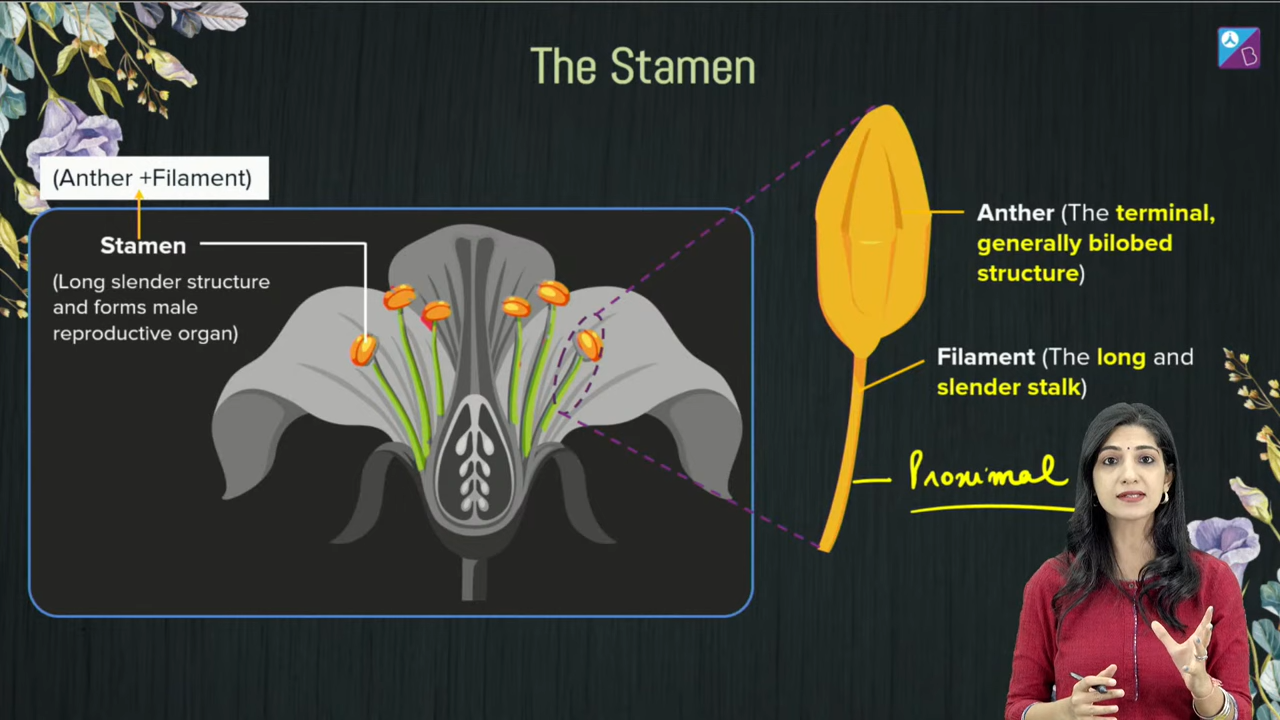 The Stamen
(Anther +Filament)
Stamen
(Long slender structure
and forms male
reproductive organ)
Anther (The terminal,
generally bilobed
structure)
Filament (The long and
slender stalk)
Proximal
B